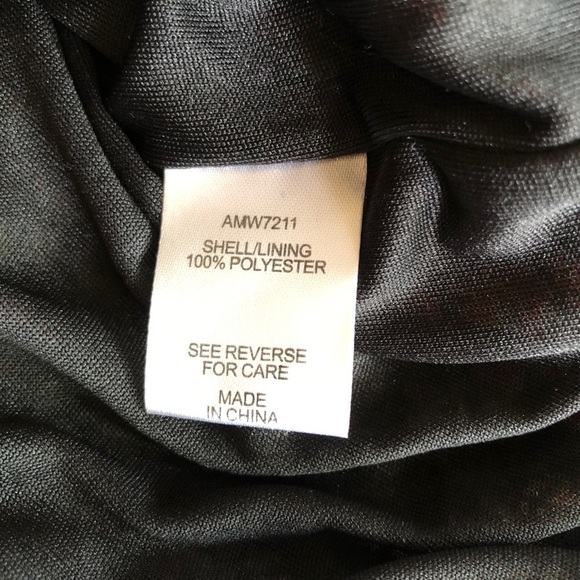 AMW7211
SHELL/LINING
100% POLYESTER
SEE REVERSE
FOR CARE
MADE
IN CHINA